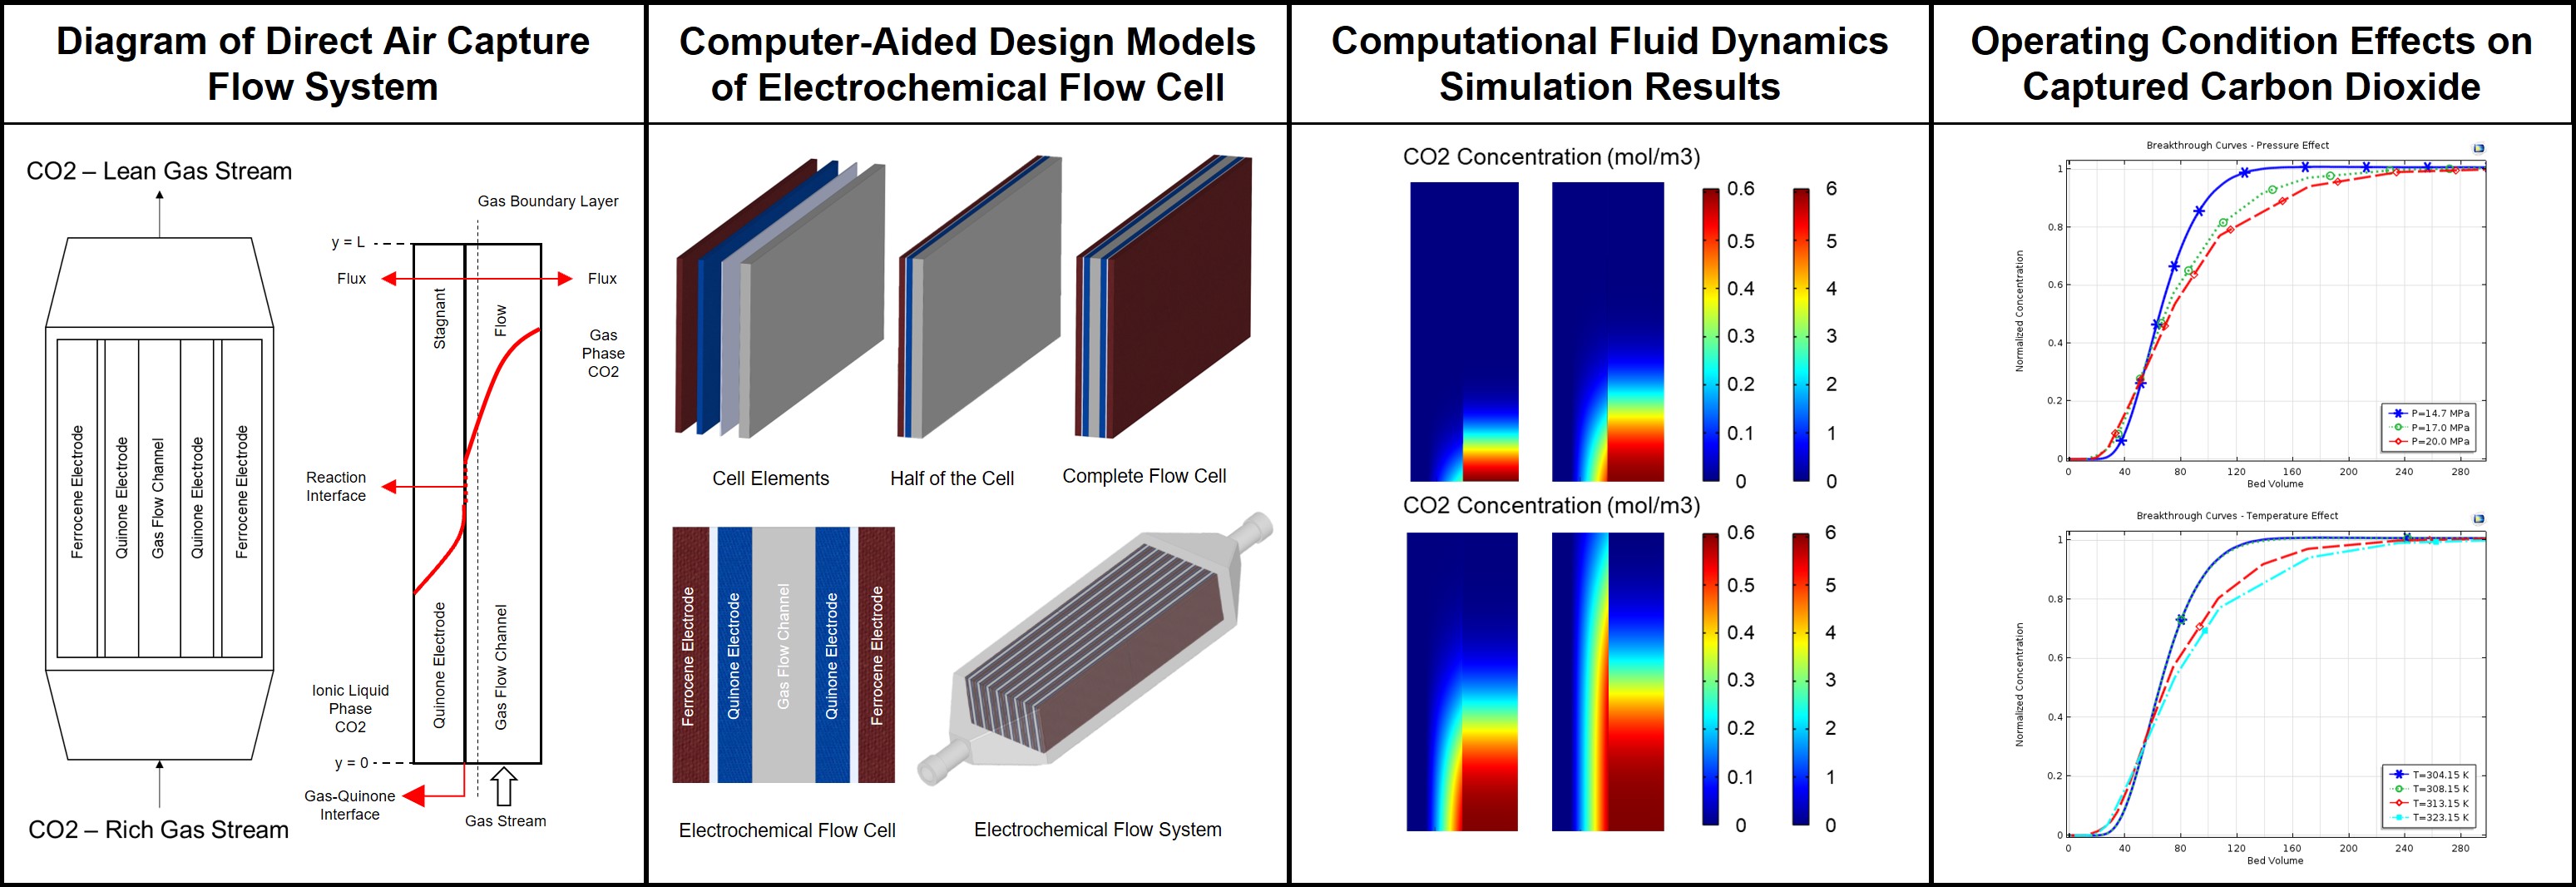 Diagram of Direct Air Capture
Flow System
CO2 – Lean Gas Stream
Ferrocene Electrode
Quinone Electrode
Gas Flow Channel
Quinone Electrode
Ferrocene Electrode
CO2 – Rich Gas Stream
Gas Boundary Layer
y = L
Flux
Flux
Stagnant
Flow
Gas
Phase
CO2
Reaction
Interface
Quinone Electrode
Gas Flow Channel
Ionic Liquid
Phase
CO2
y = 0
Gas-Quinone
Interface
Gas Stream
Computer-Aided Design Models
of Electrochemical Flow Cell
Cell Elements
Half of the Cell
Complete Flow Cell
Ferrocene Electrode
Quinone Electrode
Gas Flow Channel
Quinone Electrode
Ferrocene Electrode
Electrochemical Flow Cell
Electrochemical Flow System
Computational Fluid Dynamics
Simulation Results
CO2 Concentration (mol/m3)
0.6
0.5
0.4
0.3
0.2
0.1
0
6
5
4
3
2
1
0
CO2 Concentration (mol/m3)
0.6
0.5
0.4
0.3
0.2
0.1
0
6
5
4
3
2
1
0
Operating Condition Effects on
Captured Carbon Dioxide
Breakthrough Curves - Pressure Effect
Normalized Concentration
1
0.8
0.6
0.4
0.2
0
P=14.7 MPa
P=17.0 MPa
P=20.0 MPa
0 40 80 120 160 200 240 280
Bed Volume
Breakthrough Curves - Temperature Effect
Normalized Concentration
1
0.8
0.6
0.4
0.2
0
T=304.15 K
T=308.15 K
T=313.15 K
T=323.15 K
0 40 80 120 160 200 240 280
Bed Volume